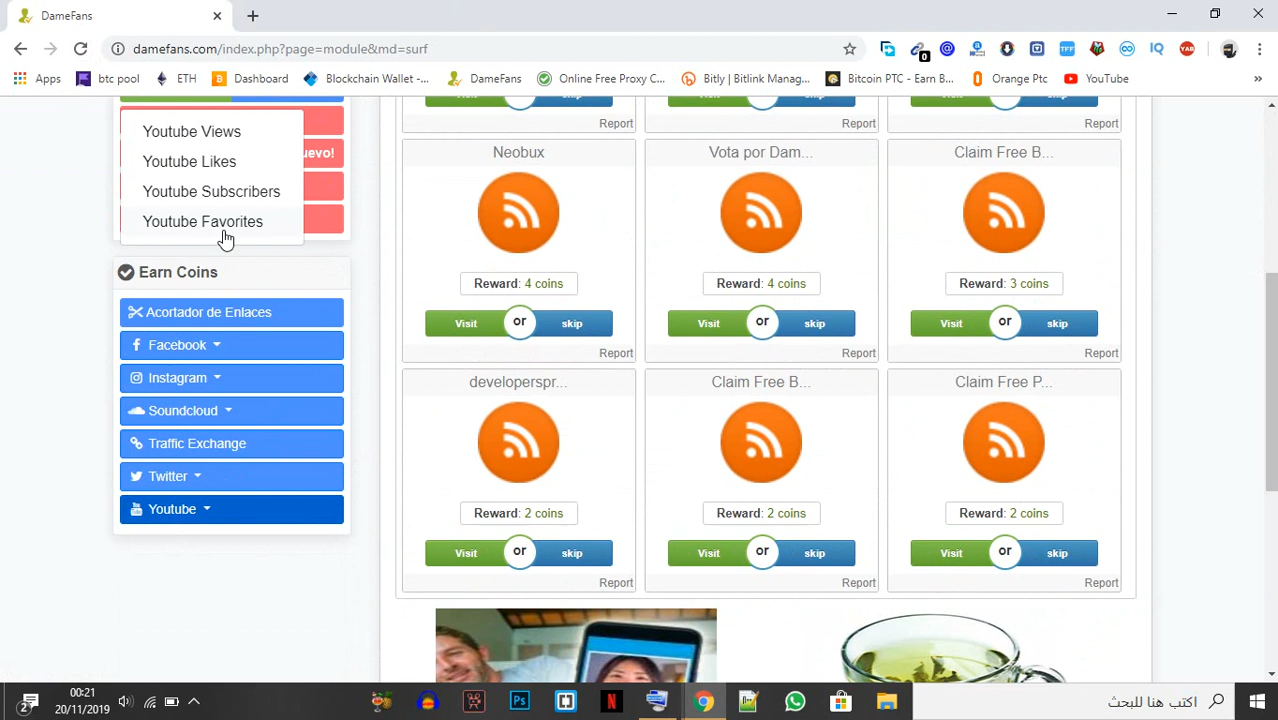 DameFans
damefans.com/index.php?page=module&md=surf
0
TFF
IQ
YAB
Apps
btc pool
ETH
Dashboard
Blockchain Wallet -...
DameFans
Online Free Proxy C...
Bitly | Bitlink Manag...
Bitcoin PTC - Earn B...
Orange Ptc
YouTube
»
Youtube Views
Youtube Likes
uevo!
Youtube Subscribers
Youtube Favorites
Earn Coins
Acortador de Enlaces
Facebook
Instagram
Soundcloud
Traffic Exchange
Twitter
Youtube
Report
Report
Report
Neobux
Vota por Dam...
Claim Free B...
Reward: 4 coins
Reward: 4 coins
Reward: 3 coins
Visit or skip
Visit or skip
Visit or skip
Report
Report
Report
developerspr...
Claim Free B...
Claim Free P...
Reward: 2 coins
Reward: 2 coins
Reward: 2 coins
Visit or skip
Visit or skip
Visit or skip
Report
Report
Report
2
00:21
20/11/2019
Ps
N
اكتب هنا للبحث